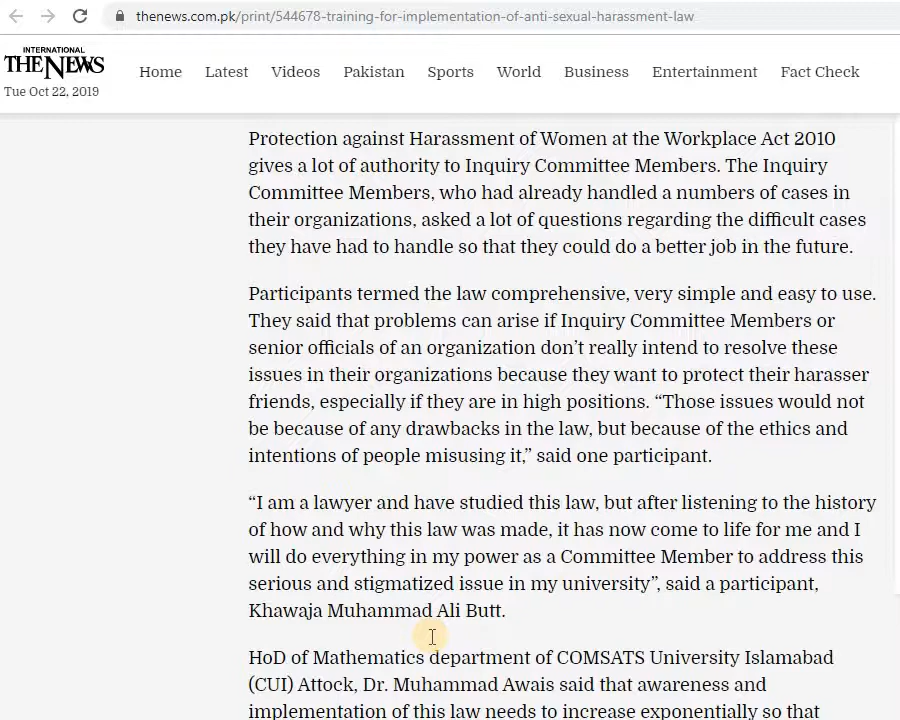 thenews.com.pk/print/544678-training-for-implementation-of-anti-sexual-harassment-law
INTERNATIONAL
THE NEWS
Tue Oct 22, 2019
Home Latest Videos Pakistan Sports World Business Entertainment Fact Check
Protection against Harassment of Women at the Workplace Act 2010
gives a lot of authority to Inquiry Committee Members. The Inquiry
Committee Members, who had already handled a numbers of cases in
their organizations, asked a lot of questions regarding the difficult cases
they have had to handle so that they could do a better job in the future.
Participants termed the law comprehensive, very simple and easy to use.
They said that problems can arise if Inquiry Committee Members or
senior officials of an organization don’t really intend to resolve these
issues in their organizations because they want to protect their harasser
friends, especially if they are in high positions. “Those issues would not
be because of any drawbacks in the law, but because of the ethics and
intentions of people misusing it,” said one participant.
“I am a lawyer and have studied this law, but after listening to the history
of how and why this law was made, it has now come to life for me and I
will do everything in my power as a Committee Member to address this
serious and stigmatized issue in my university”, said a participant,
Khawaja Muhammad Ali Butt.
HoD of Mathematics department of COMSATS University Islamabad
(CUI) Attock, Dr. Muhammad Awais said that awareness and
implementation of this law needs to increase exponentially so that